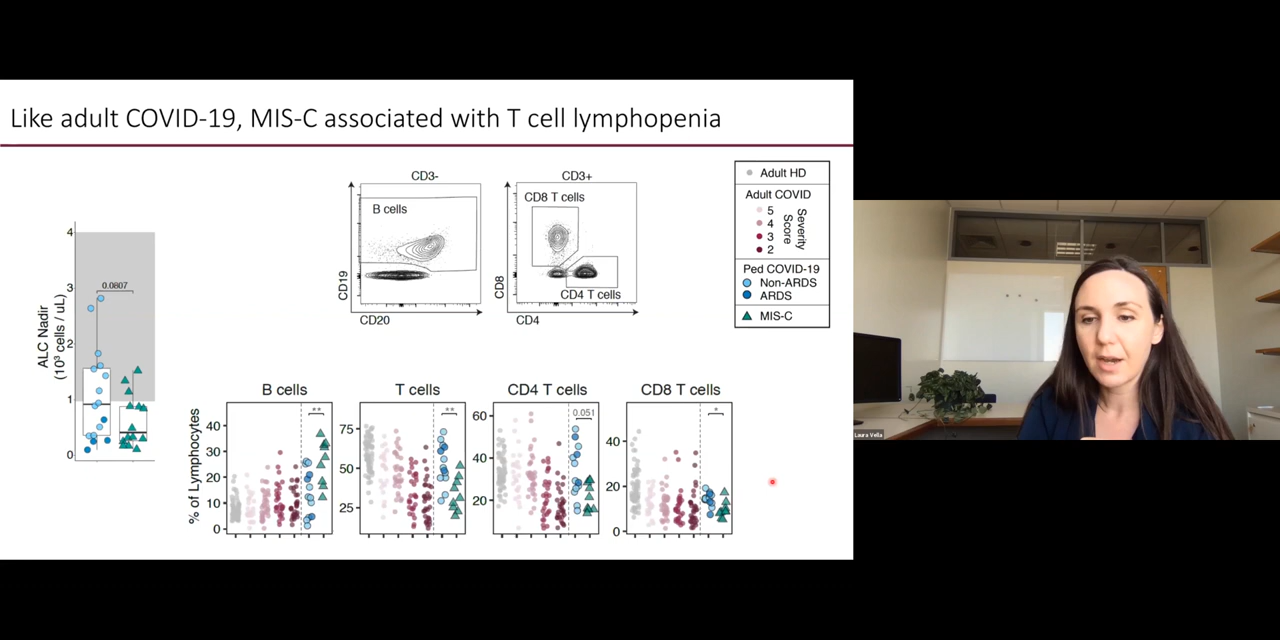 Like adult COVID-19, MIS-C associated with T cell lymphopenia
ALC Nadir
(10³ cells / uL)
4
3
2
1
0
0.0807
CD3-
B cells
CD19
CD20
CD3+
CD8 T cells
CD4 T cells
CD8
CD4
Adult HD
Adult COVID
5
4
3
2
Severity
Score
Ped COVID-19
Non-ARDS
ARDS
MIS-C
% of Lymphocytes
B cells
40
30
20
10
0
**
T cells
75
50
25
**
CD4 T cells
60
40
20
0.051
CD8 T cells
40
20
0
*
Laura Vella